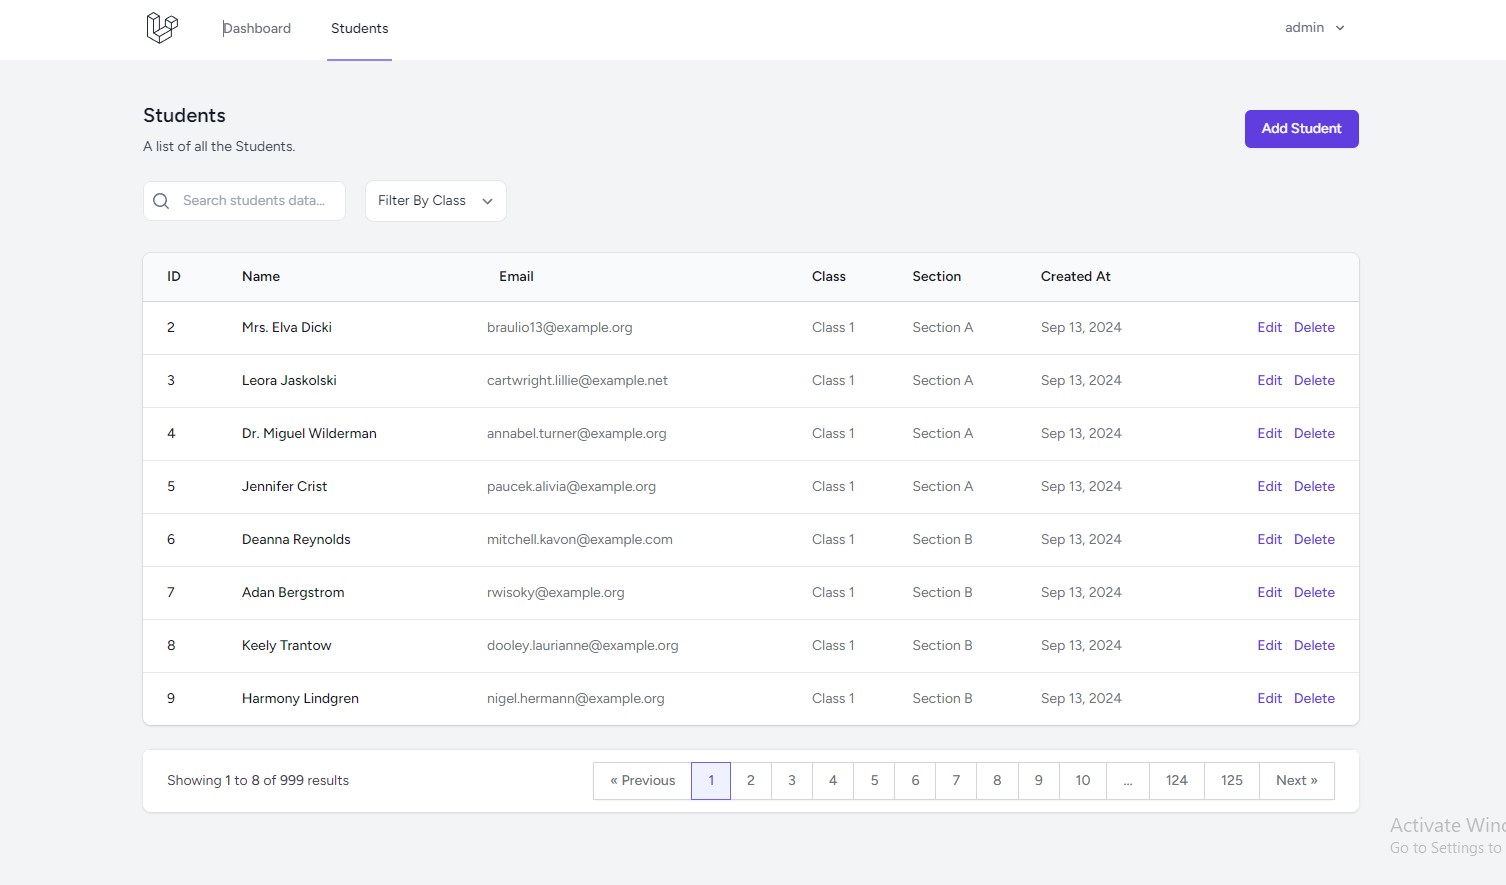 Dashboard Students admin
Students
A list of all the Students.
Add Student
Search students data...
Filter By Class
ID Name Email Class Section Created At
2 Mrs. Elva Dicki braulio13@example.org Class 1 Section A Sep 13, 2024 Edit Delete
3 Leora Jaskolski cartwright.lillie@example.net Class 1 Section A Sep 13, 2024 Edit Delete
4 Dr. Miguel Wilderman annabel.turner@example.org Class 1 Section A Sep 13, 2024 Edit Delete
5 Jennifer Crist paucek.alivia@example.org Class 1 Section A Sep 13, 2024 Edit Delete
6 Deanna Reynolds mitchell.kavon@example.com Class 1 Section B Sep 13, 2024 Edit Delete
7 Adan Bergstrom rwisoky@example.org Class 1 Section B Sep 13, 2024 Edit Delete
8 Keely Trantow dooley.laurianne@example.org Class 1 Section B Sep 13, 2024 Edit Delete
9 Harmony Lindgren nigel.hermann@example.org Class 1 Section B Sep 13, 2024 Edit Delete
Showing 1 to 8 of 999 results « Previous 1 2 3 4 5 6 7 8 9 10 ... 124 125 Next »
Activate Wind
Go to Settings to